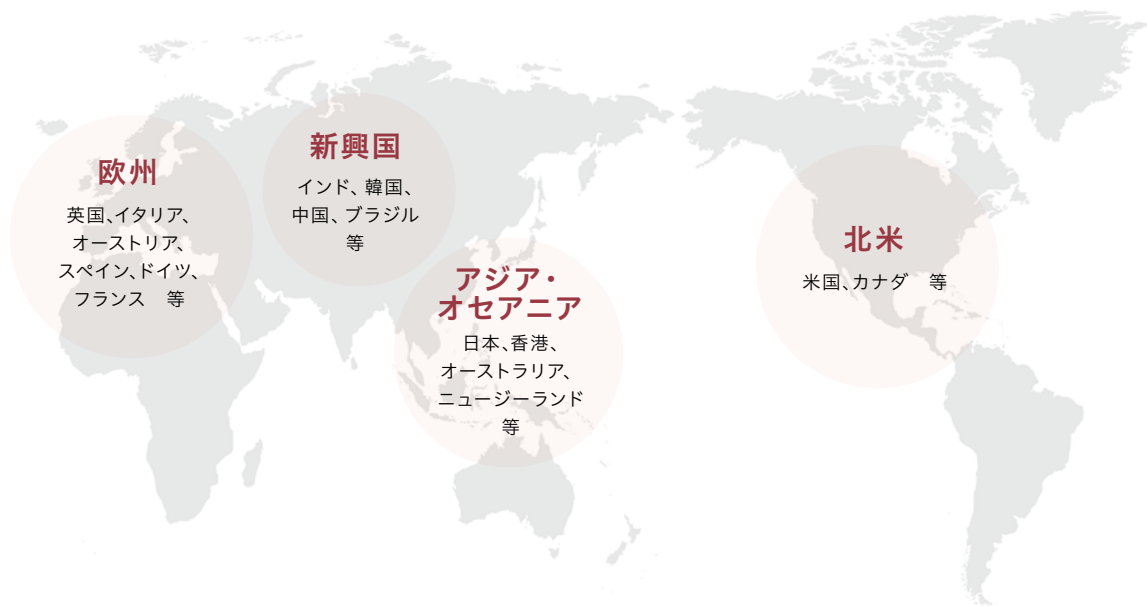 欧州
英国、イタリア、
オーストリア、
スペイン、ドイツ、
フランス　等
新興国
インド、韓国、
中国、ブラジル
等
アジア・
オセアニア
日本、香港、
オーストラリア、
ニュージーランド
等
北米
米国、カナダ　等